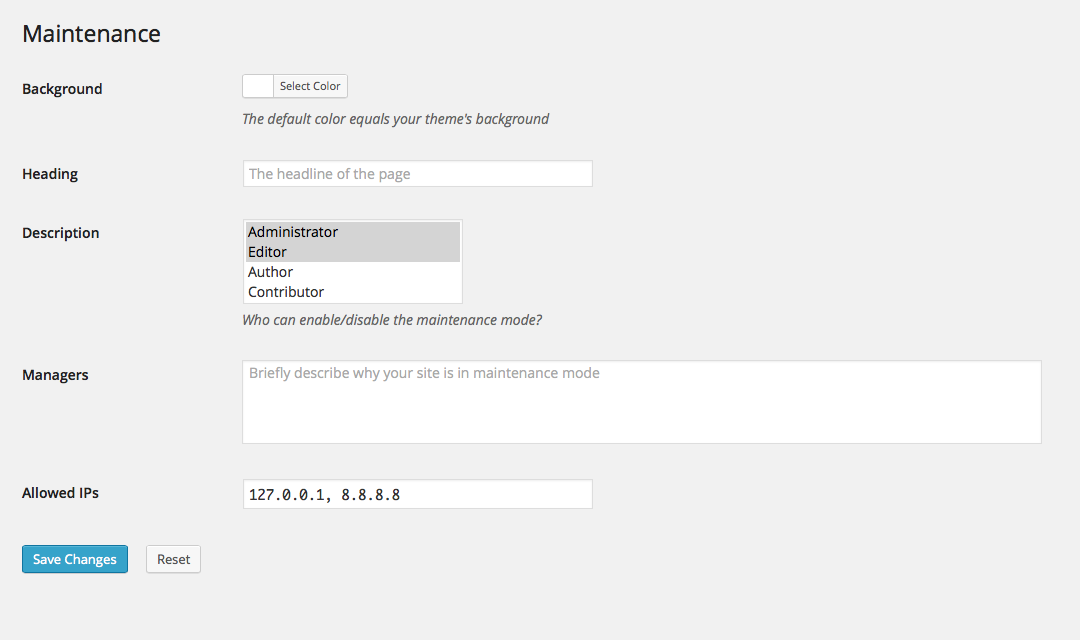 Maintenance
Background
Select Color
The default color equals your theme's background
Heading
The headline of the page
Description
Administrator
Editor
Author
Contributor
Who can enable/disable the maintenance mode?
Managers
Briefly describe why your site is in maintenance mode
Allowed IPs
127.0.0.1, 8.8.8.8
Save Changes
Reset